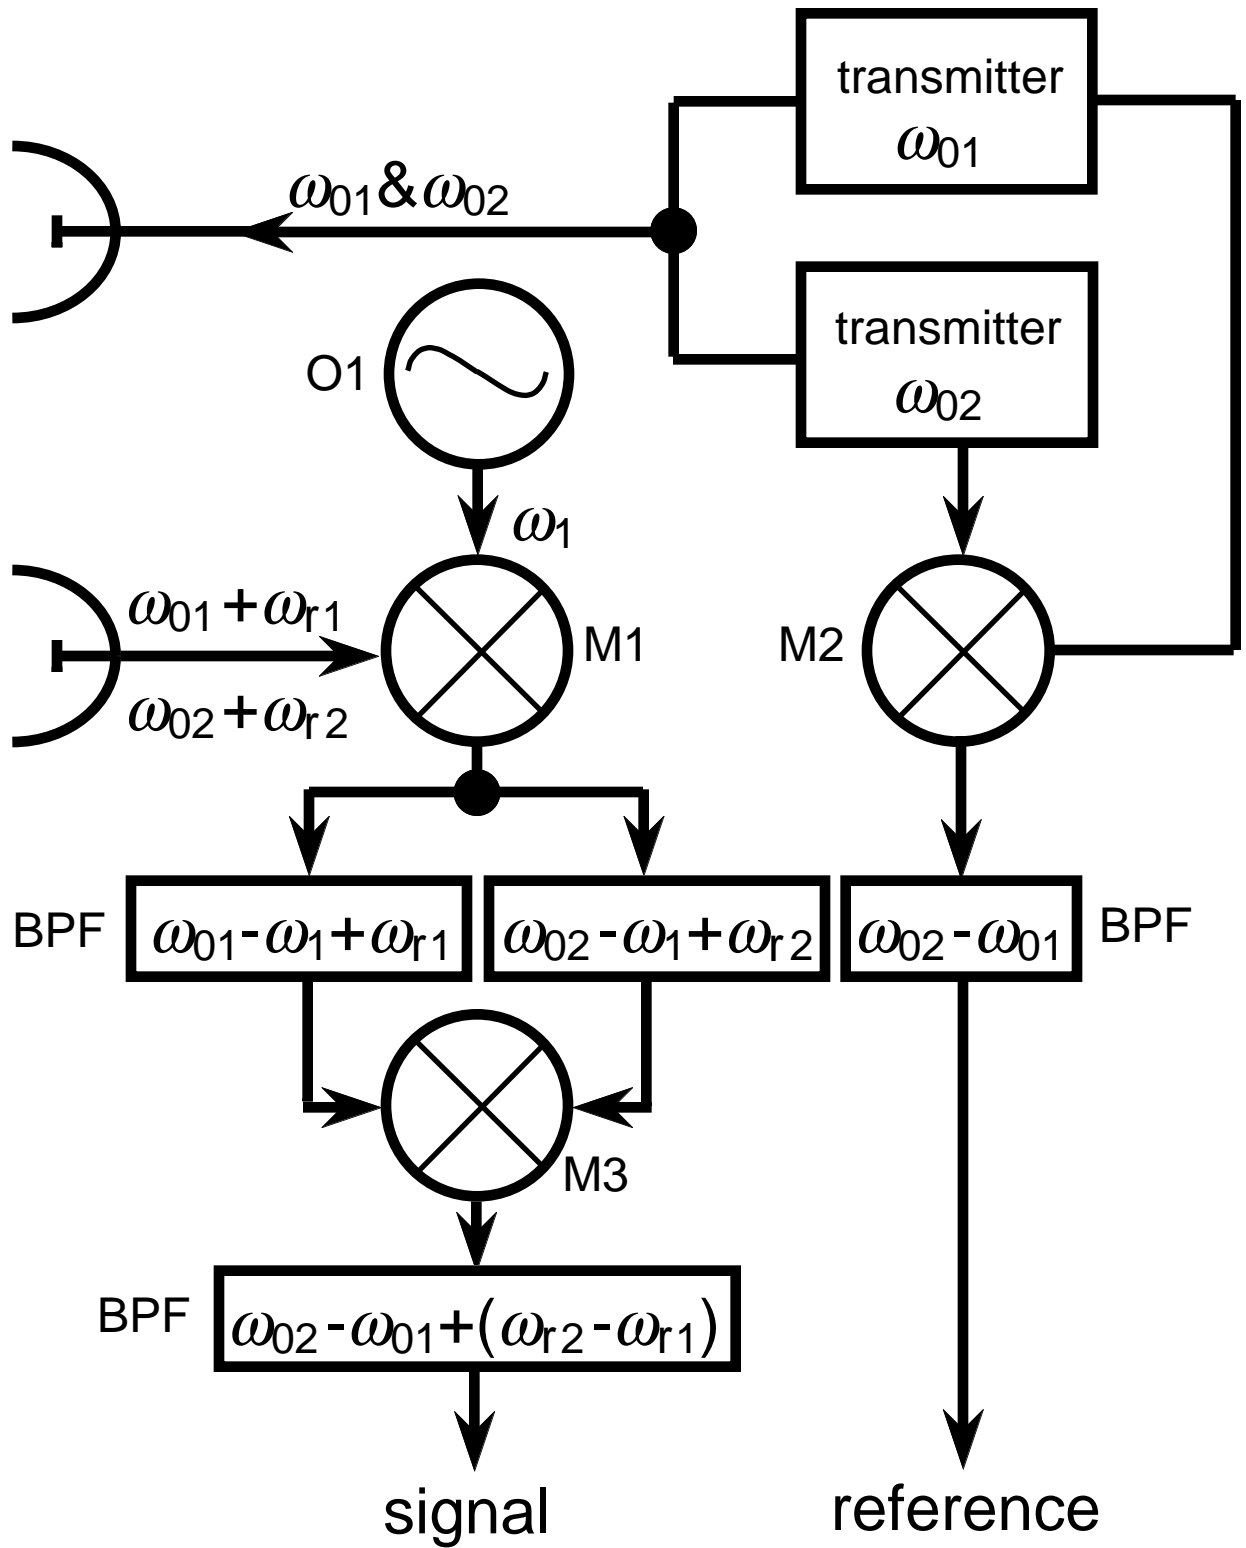 transmitter
ω01
ω01&ω02
transmitter
ω02
O1
ω1
ω01+ωr1
M1
M2
ω02+ωr2
BPF
ω01-ω1+ωr1
ω02-ω1+ωr2
ω02-ω01
BPF
M3
BPF
ω02-ω01+(ωr2-ωr1)
signal
reference